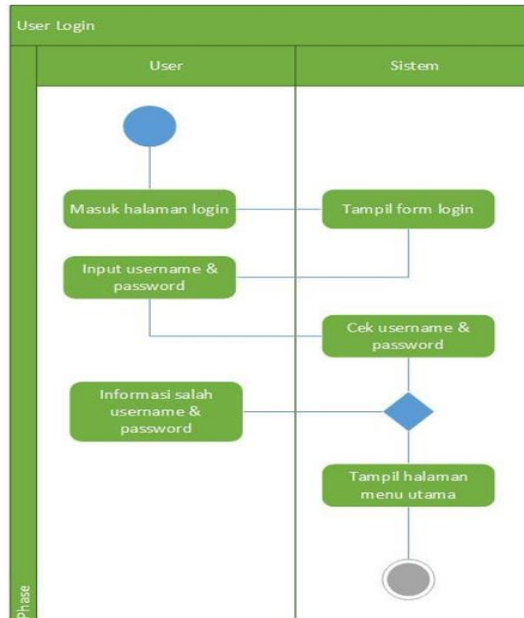 User Login
User
Sistem
Masuk halaman login
Tampil form login
Input username &
password
Cek username &
password
Informasi salah
username &
password
Tampil halaman
menu utama
Phase